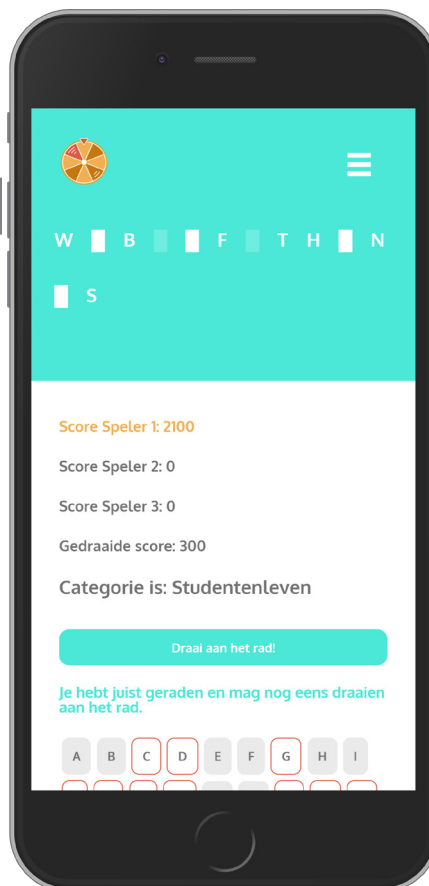 W B F T H N
S
Score Speler 1: 2100
Score Speler 2: 0
Score Speler 3: 0
Gedraaide score: 300
Categorie is: Studentenleven
Draai aan het rad!
Je hebt juist geraden en mag nog eens draaien
aan het rad.
A B C D E F G H I